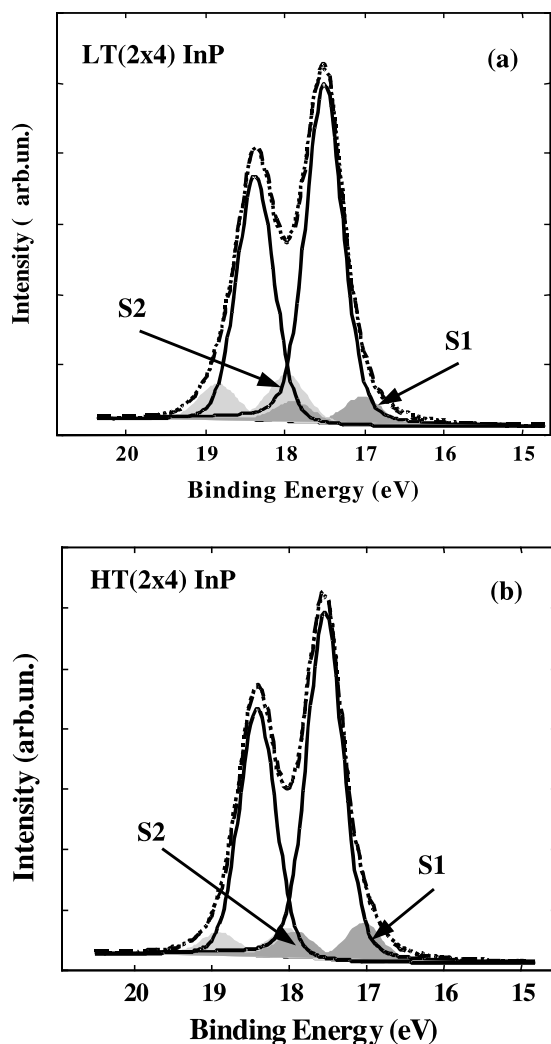 LT(2x4) InP
(a)
Intensity ( arb.un.)
S2
S1
20 19 18 17 16 15
Binding Energy (eV)
HT(2x4) InP
(b)
Intensity (arb.un.)
S2
S1
20 19 18 17 16 15
Binding Energy (eV)